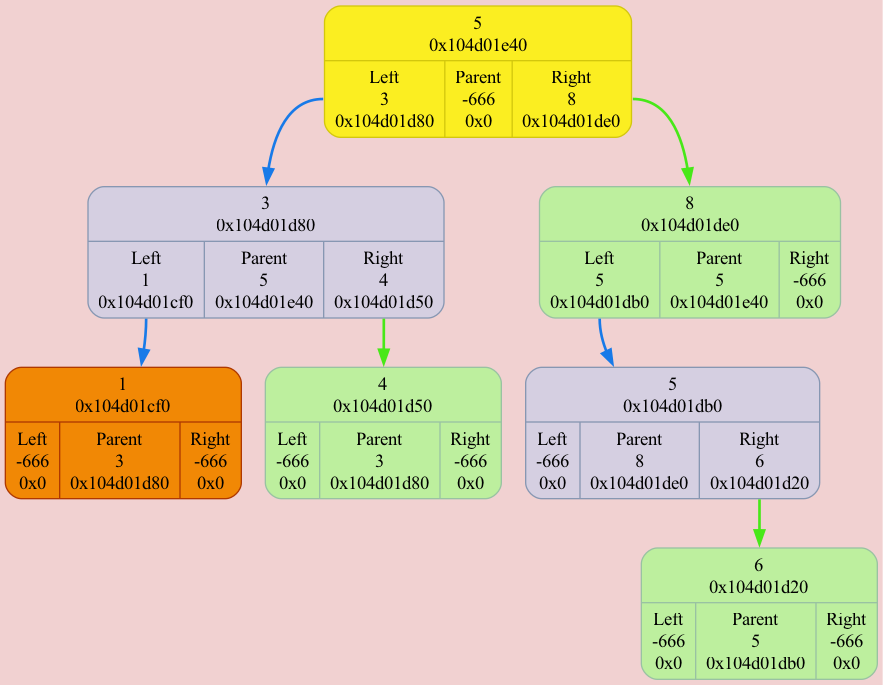 5
0x104d01e40
Left Parent Right
3 -666 8
0x104d01d80 0x0 0x104d01de0
3
0x104d01d80
Left Parent Right
1 5 4
0x104d01cf0 0x104d01e40 0x104d01d50
8
0x104d01de0
Left Parent Right
5 5 -666
0x104d01db0 0x104d01e40 0x0
1
0x104d01cf0
Left Parent Right
-666 3 -666
0x0 0x104d01d80 0x0
4
0x104d01d50
Left Parent Right
-666 3 -666
0x0 0x104d01d80 0x0
5
0x104d01db0
Left Parent Right
-666 8 6
0x0 0x104d01de0 0x104d01d20
6
0x104d01d20
Left Parent Right
-666 5 -666
0x0 0x104d01db0 0x0